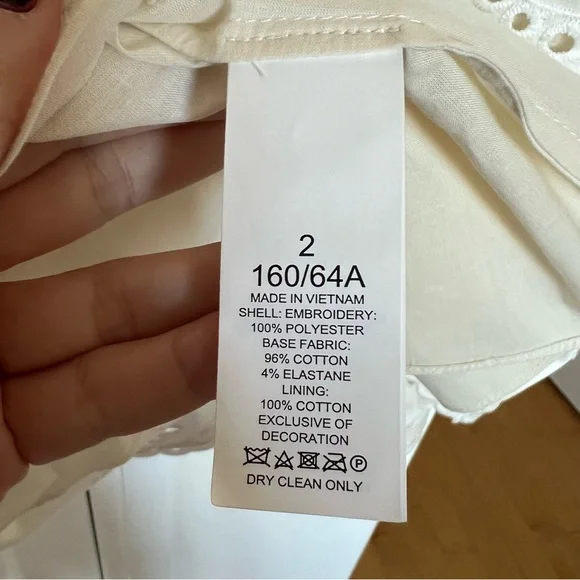 2
160/64A
MADE IN VIETNAM
SHELL: EMBROIDERY:
100% POLYESTER
BASE FABRIC:
96% COTTON
4% ELASTANE
LINING:
100% COTTON
EXCLUSIVE OF
DECORATION
P
DRY CLEAN ONLY